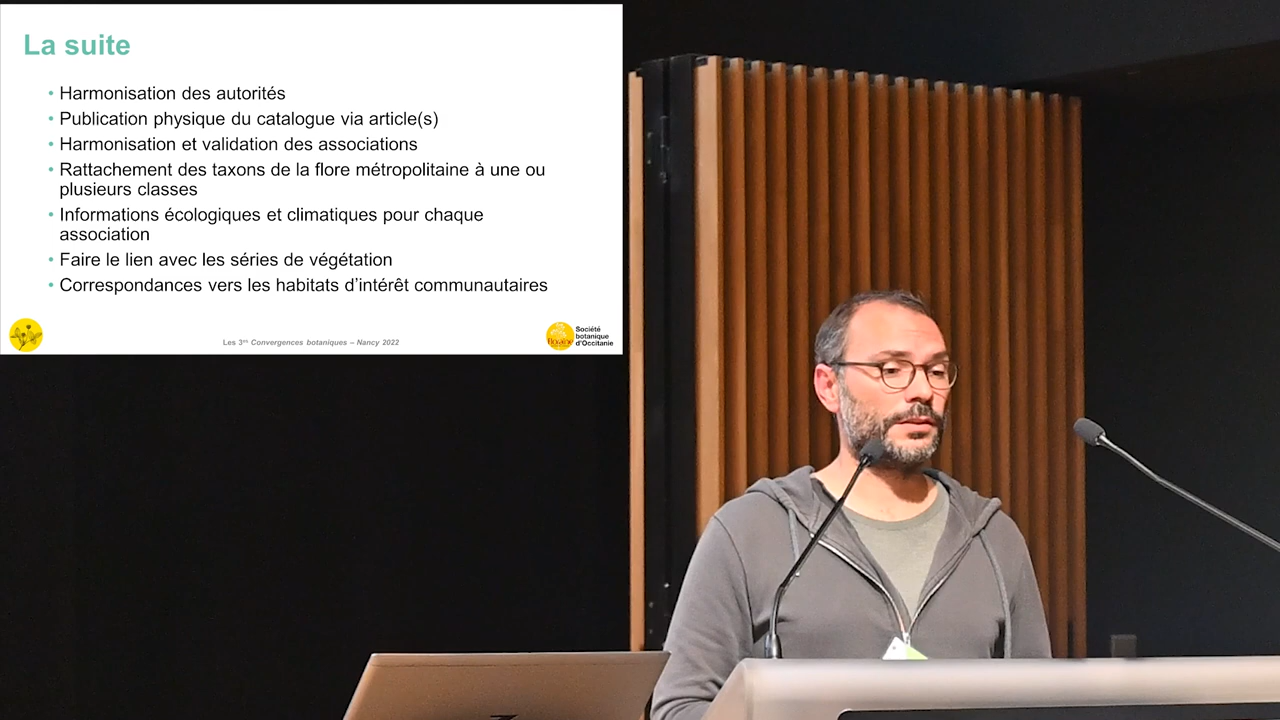 La suite
• Harmonisation des autorités
• Publication physique du catalogue via article(s)
• Harmonisation et validation des associations
• Rattachement des taxons de la flore métropolitaine à une ou
plusieurs classes
• Informations écologiques et climatiques pour chaque
association
• Faire le lien avec les séries de végétation
• Correspondances vers les habitats d'intérêt communautaires
Les 3es Convergences botaniques – Nancy 2022
Société
botanique
d'Occitanie